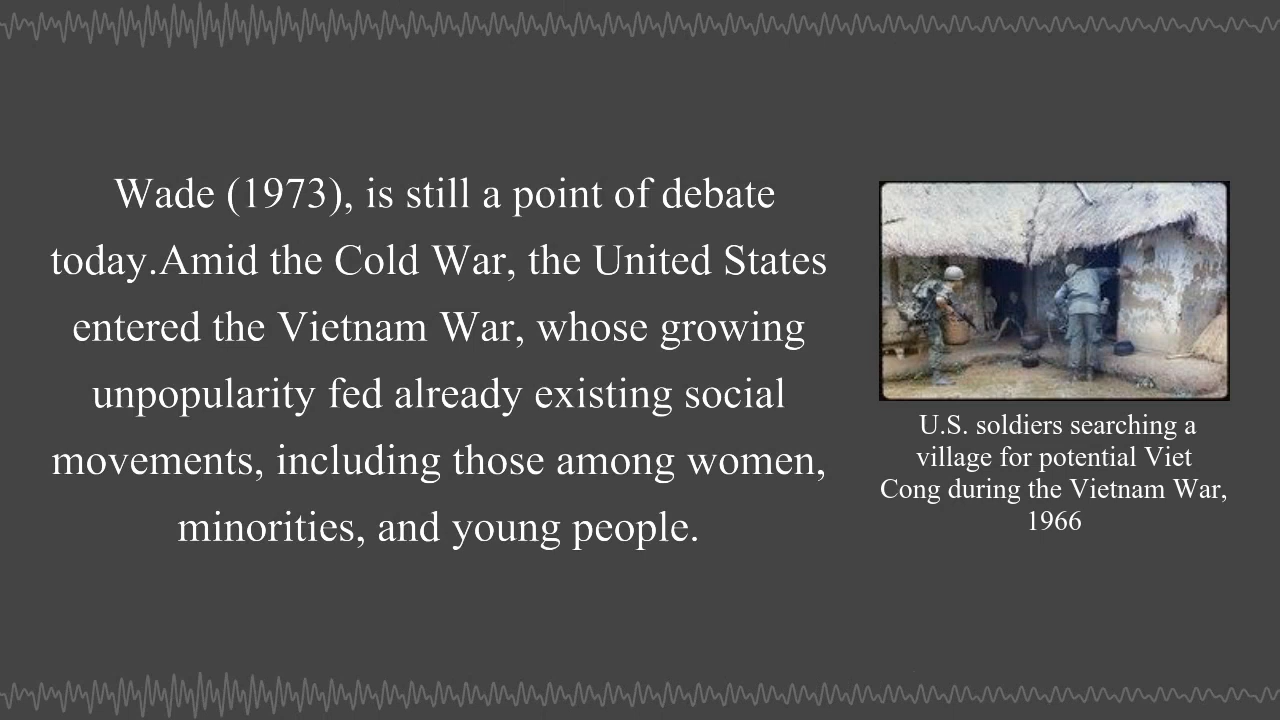 Wade (1973), is still a point of debate
today.Amid the Cold War, the United States
entered the Vietnam War, whose growing
unpopularity fed already existing social
movements, including those among women,
minorities, and young people.
U.S. soldiers searching a
village for potential Viet
Cong during the Vietnam War,
1966